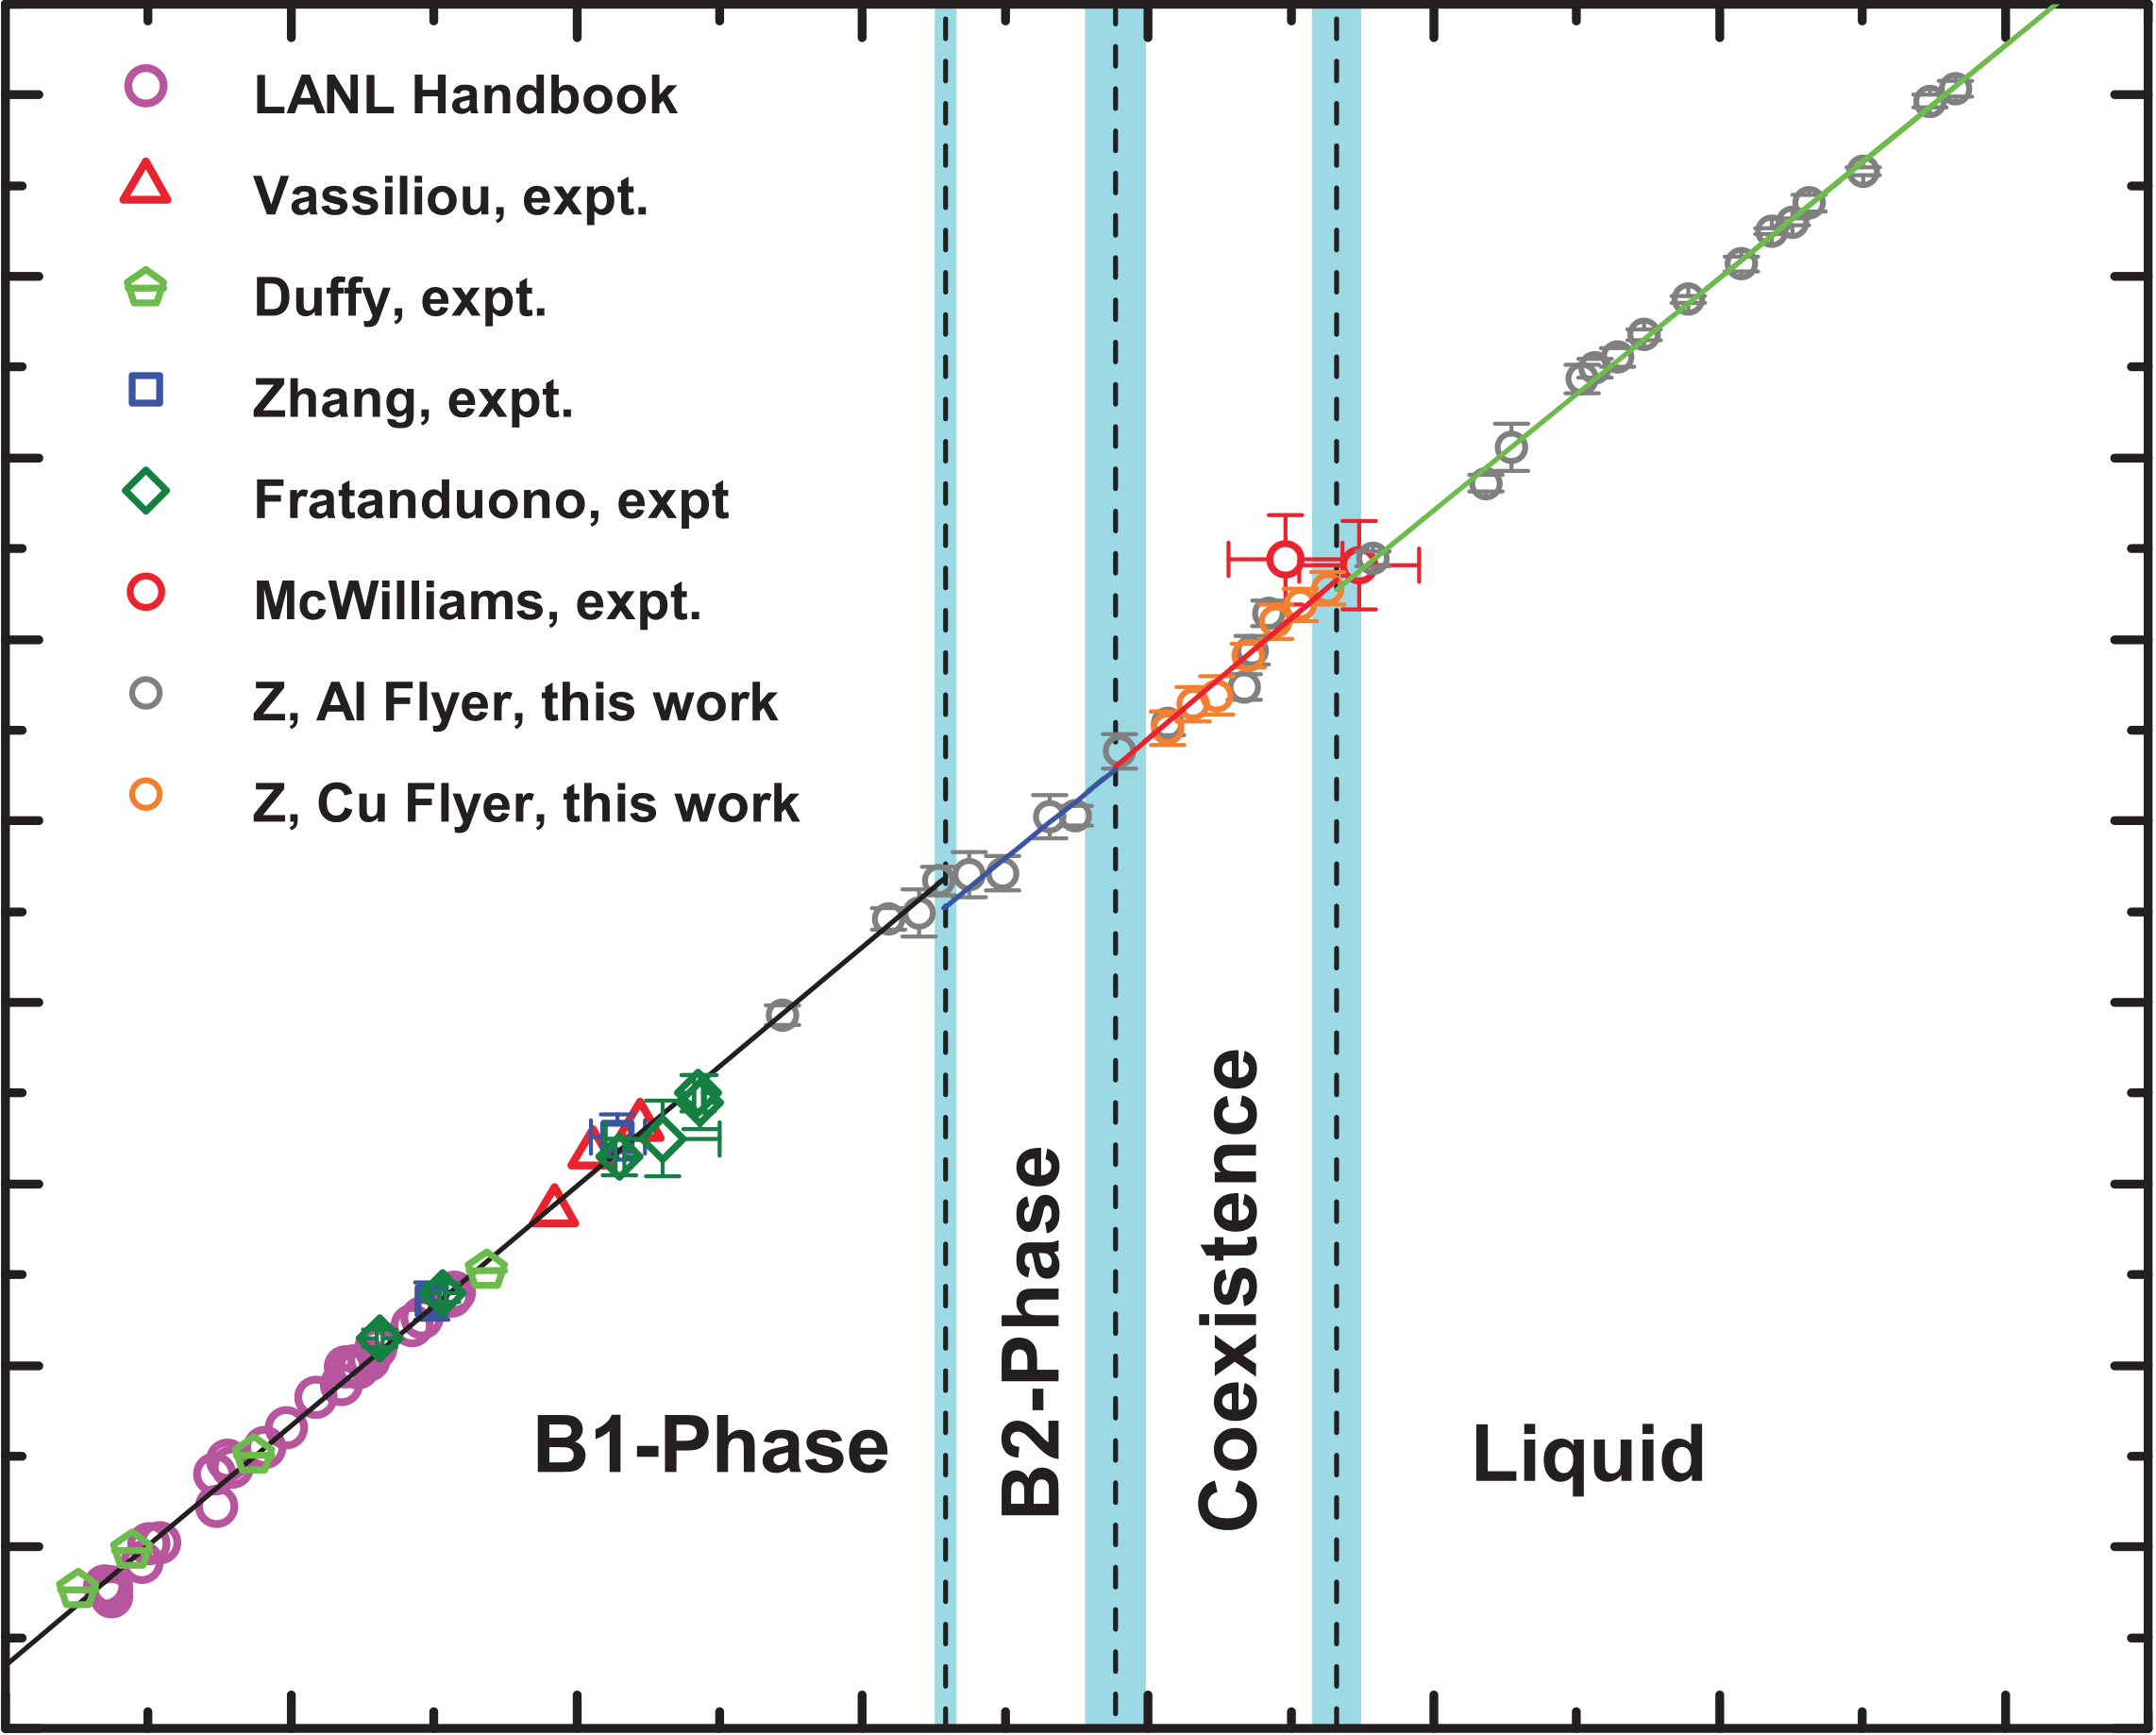 LANL Handbook
Vassiliou, expt.
Duffy, expt.
Zhang, expt.
Fratanduono, expt
McWilliams, expt.
Z, Al Flyer, this work
Z, Cu Flyer, this work
B1-Phase
B2-Phase
Coexistence
Liquid